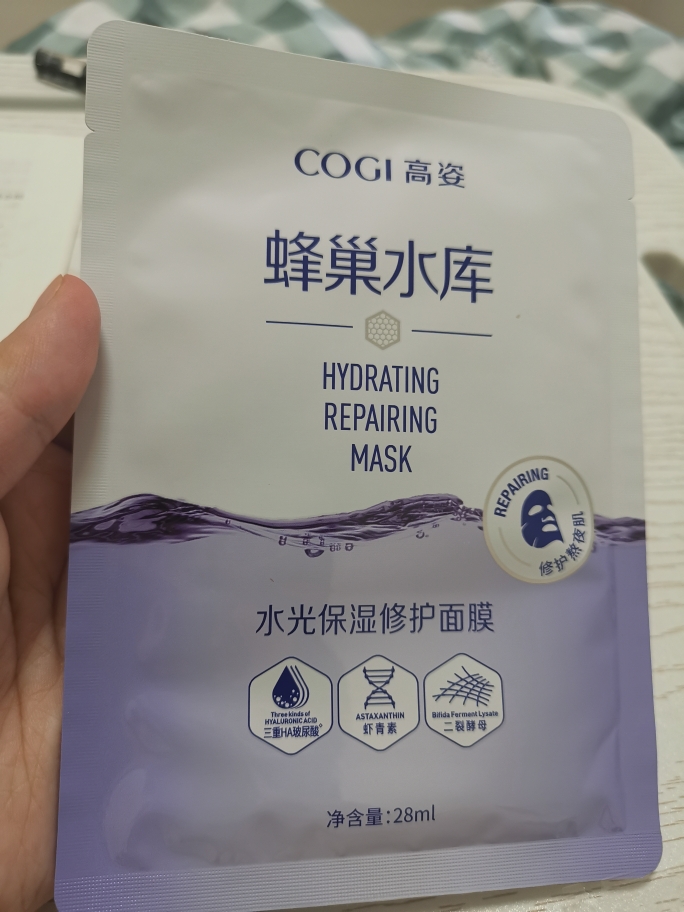 COGI 高姿
蜂巢水库
HYDRATING
REPAIRING
MASK
REPAIRING
修护熬夜肌
水光保湿修护面膜
Three kinds of
HYALURONIC ACID
三重HA玻尿酸
ASTAXANTHIN
虾青素
Bifida Ferment Lysate
二裂酵母
净含量:28ml